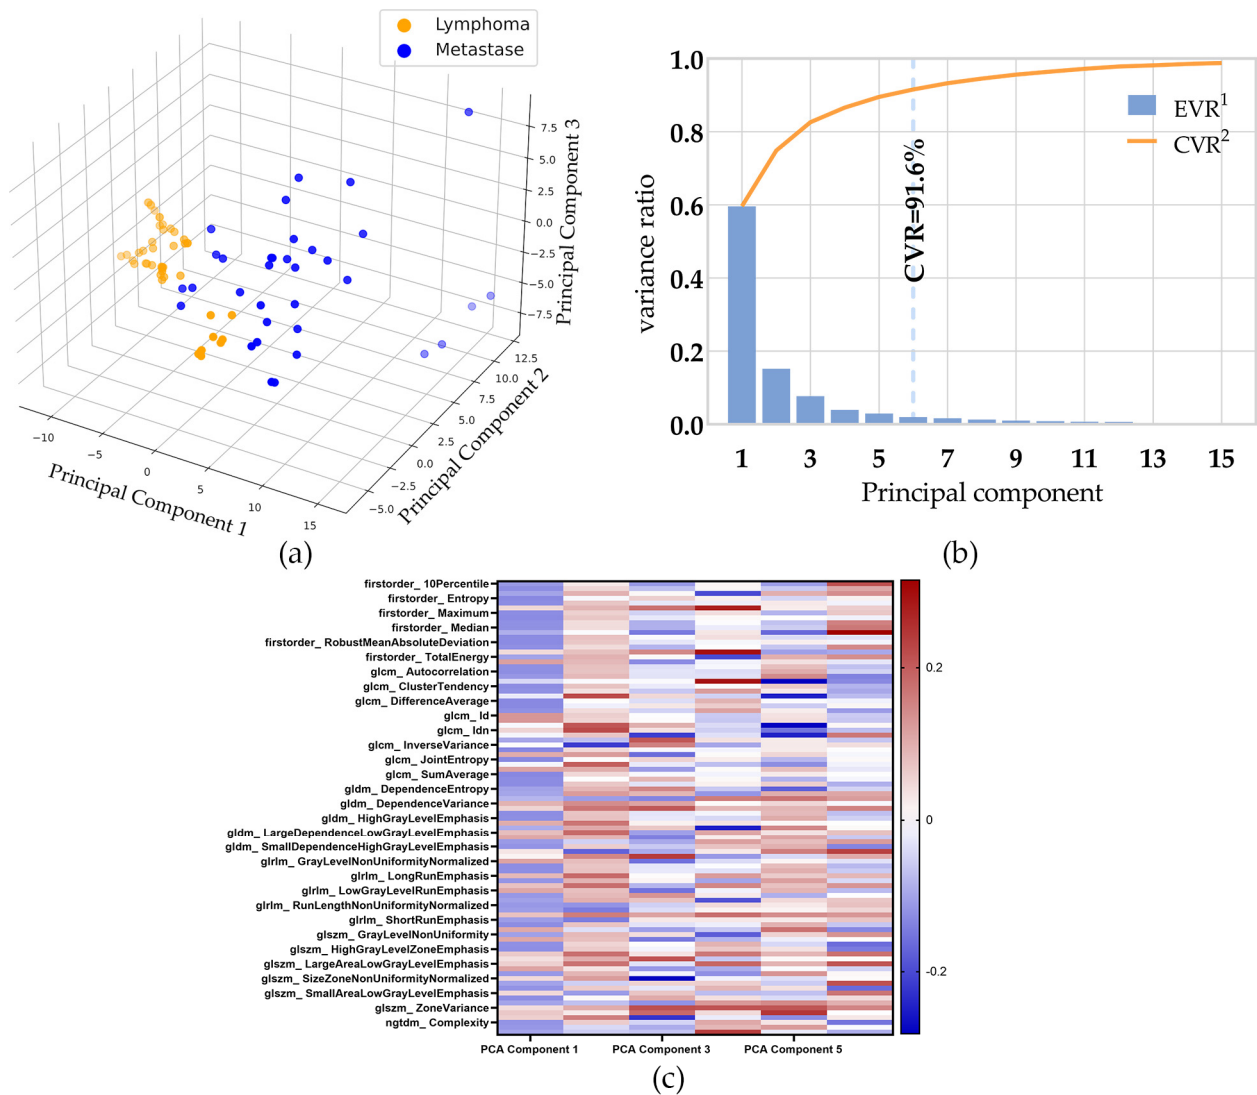 Lymphoma
Metastase
7.5
5.0
2.5
0.0
−2.5
−5.0
−7.5
Principal Component 3
12.5
10.0
7.5
5.0
2.5
0.0
−2.5
−5.0
Principal Component 2
−10
−5
0
5
10
15
Principal Component 1
(a)
1.0
0.8
0.6
0.4
0.2
0.0
variance ratio
EVR1
CVR2
CVR=91.6%
1 3 5 7 9 11 13 15
Principal component
(b)
firstorder_ 10Percentile
firstorder_ Entropy
firstorder_ Maximum
firstorder_ Median
firstorder_ RobustMeanAbsoluteDeviation
firstorder_ TotalEnergy
glcm_ Autocorrelation
glcm_ ClusterTendency
glcm_ DifferenceAverage
glcm_ Id
glcm_ Idn
glcm_ InverseVariance
glcm_ JointEntropy
glcm_ SumAverage
gldm_ DependenceEntropy
gldm_ DependenceVariance
gldm_ HighGrayLevelEmphasis
gldm_ LargeDependenceLowGrayLevelEmphasis
gldm_ SmallDependenceHighGrayLevelEmphasis
glrlm_ GrayLevelNonUniformityNormalized
glrlm_ LongRunEmphasis
glrlm_ LowGrayLevelRunEmphasis
glrlm_ RunLengthNonUniformityNormalized
glrlm_ ShortRunEmphasis
glszm_ GrayLevelNonUniformity
glszm_ HighGrayLevelZoneEmphasis
glszm_ LargeAreaLowGrayLevelEmphasis
glszm_ SizeZoneNonUniformityNormalized
glszm_ SmallAreaLowGrayLevelEmphasis
glszm_ ZoneVariance
ngtdm_ Complexity
PCA Component 1 PCA Component 3 PCA Component 5
0.2
0
-0.2
(c)